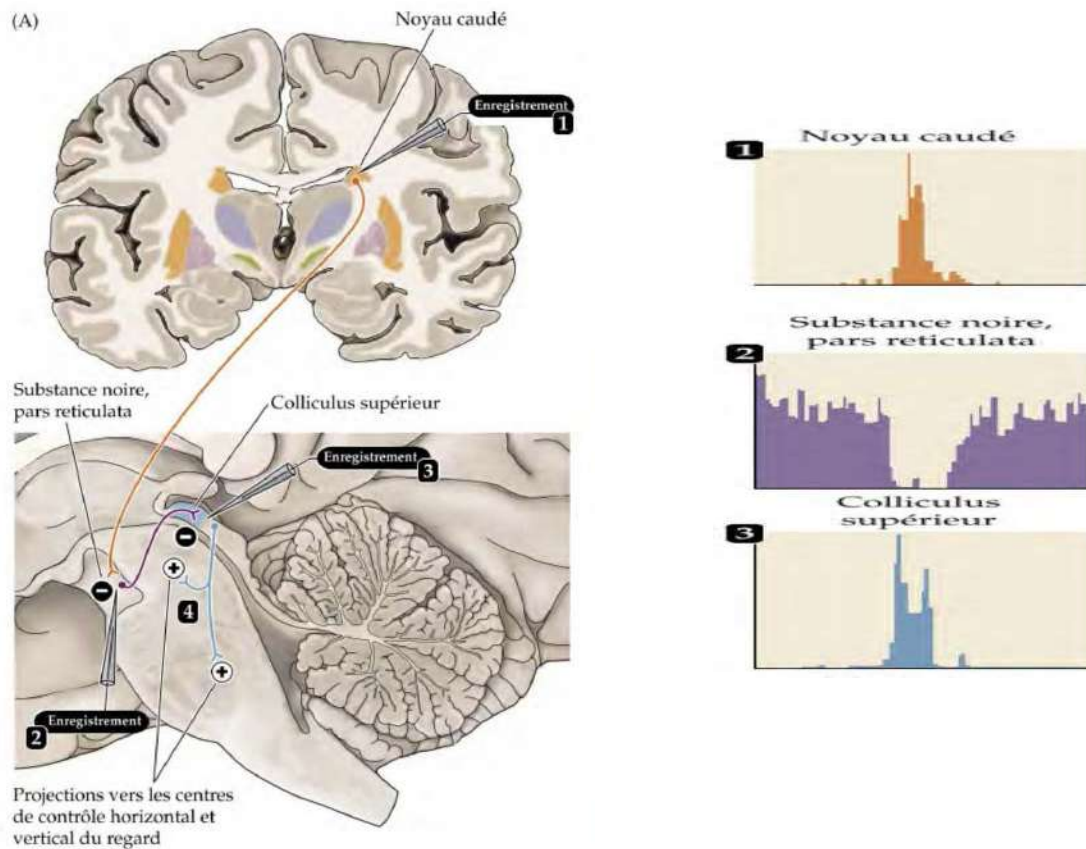 (A)
Noyau caudé
Enregistrement
1
Substance noire,
pars reticulata
Colliculus supérieur
Enregistrement
3
4
Enregistrement
2
Projections vers les centres
de contrôle horizontal et
vertical du regard
Noyau caudé
1
Substance noire,
pars reticulata
2
Colliculus
supérieur
3